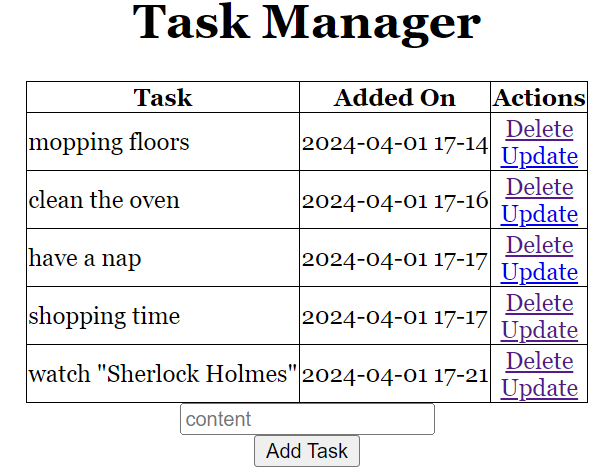 Task Manager
Task Added On Actions
mopping floors 2024-04-01 17-14 Delete
Update
clean the oven 2024-04-01 17-16 Delete
Update
have a nap 2024-04-01 17-17 Delete
Update
shopping time 2024-04-01 17-17 Delete
Update
watch "Sherlock Holmes" 2024-04-01 17-21 Delete
Update
content
Add Task